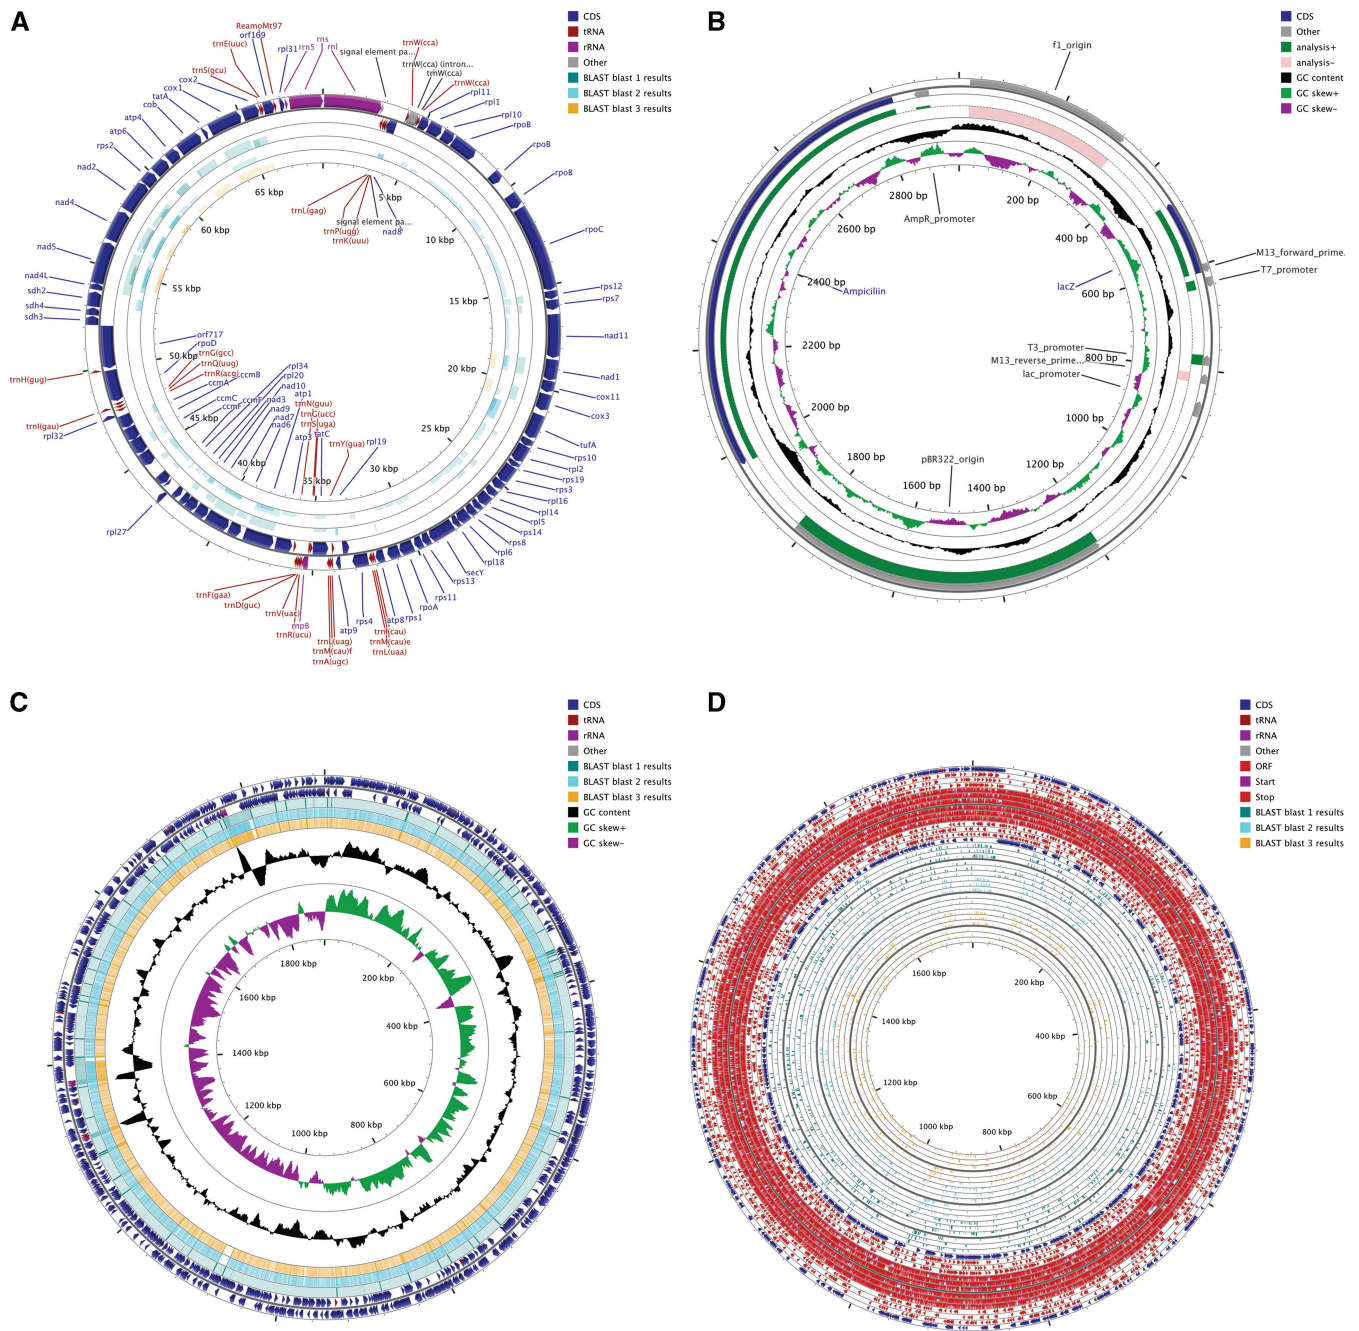 A
CDS
tRNA
rRNA
Other
BLAST blast 1 results
BLAST blast 2 results
BLAST blast 3 results
ReamoMt97
orf169
trnE(uuc)
trnS(gcu)
cox2
cox1
tatA
cob
atp4
atp6
rps2
nad2
nad4
nad5
nad4L
sdh2
sdh4
sdh3
trnH(gug)
trnI(gau)
rpl32
rpl27
rpl31
rrn5
rns
rnl
signal element pa...
trnW(cca)
trnW(cca) (intron...
trnW(cca)
trnW(cca)
rpl11
rpl1
rpl10
rpoB
rpoB
rpoB
rpoC
rps12
rps7
nad11
nad1
cox11
cox3
tufA
rps10
rpl2
rps19
rps3
rpl16
rpl14
rpl5
rps14
rps8
rpl6
rpl18
secY
rps13
rps11
rpoA
rps1
atp8
rps4
atp9
trnM(cau)e
trnL(uaa)
trnL(uag)
trnM(cau)f
trnA(ugc)
trnF(gaa)
trnD(guc)
trnV(uac)
rnpB
trnR(ucu)
trnL(gag)
trnP(ugg)
trnK(uuu)
signal element pa...
nad8
5 kbp
10 kbp
15 kbp
20 kbp
25 kbp
30 kbp
35 kbp
40 kbp
45 kbp
50 kbp
55 kbp
60 kbp
65 kbp
orf717
rpoD
trnG(gcc)
trnQ(uug)
trnR(acg)
ccmB
ccmA
ccmC
ccmF
ccmF
rpl34
rpl20
nad10
nad3
nad9
nad7
nad6
atp1
trnN(guu)
trnG(ucc)
trnS(uga)
atp3
tatC
trnY(gua)
rpl19
B
CDS
Other
analysis+
analysis-
GC content
GC skew+
GC skew-
f1_origin
M13_forward_prime.
T7_promoter
lacZ
T3_promoter
M13_reverse_prime...
lac_promoter
pBR322_origin
Ampiciliin
AmpR_promoter
200 bp
400 bp
600 bp
800 bp
1000 bp
1200 bp
1400 bp
1600 bp
1800 bp
2000 bp
2200 bp
2400 bp
2600 bp
2800 bp
C
CDS
tRNA
rRNA
Other
BLAST blast 1 results
BLAST blast 2 results
BLAST blast 3 results
GC content
GC skew+
GC skew-
200 kbp
400 kbp
600 kbp
800 kbp
1000 kbp
1200 kbp
1400 kbp
1600 kbp
1800 kbp
D
CDS
tRNA
rRNA
Other
ORF
Start
Stop
BLAST blast 1 results
BLAST blast 2 results
BLAST blast 3 results
200 kbp
400 kbp
600 kbp
800 kbp
1000 kbp
1200 kbp
1400 kbp
1600 kbp